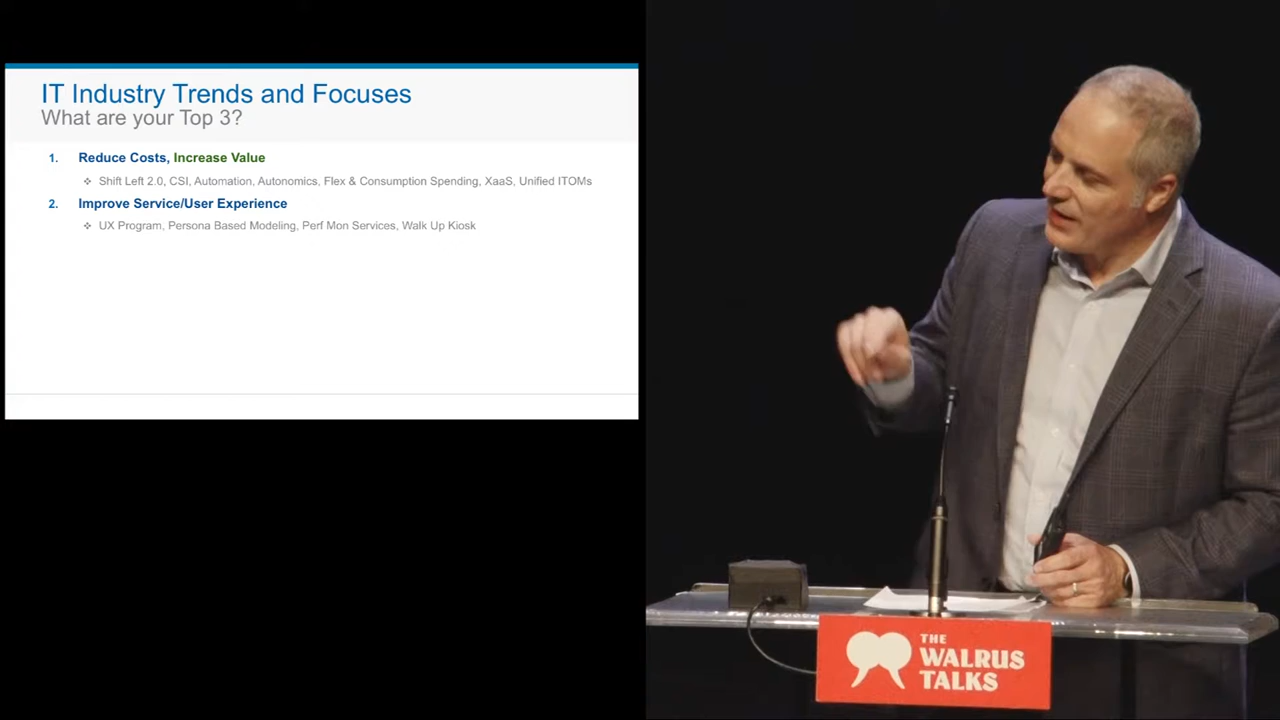 IT Industry Trends and Focuses
What are your Top 3?
1. Reduce Costs, Increase Value
❖ Shift Left 2.0, CSI, Automation, Autonomics, Flex & Consumption Spending, XaaS, Unified ITOMs
2. Improve Service/User Experience
❖ UX Program, Persona Based Modeling, Perf Mon Services, Walk Up Kiosk
THE
WALRUS
TALKS